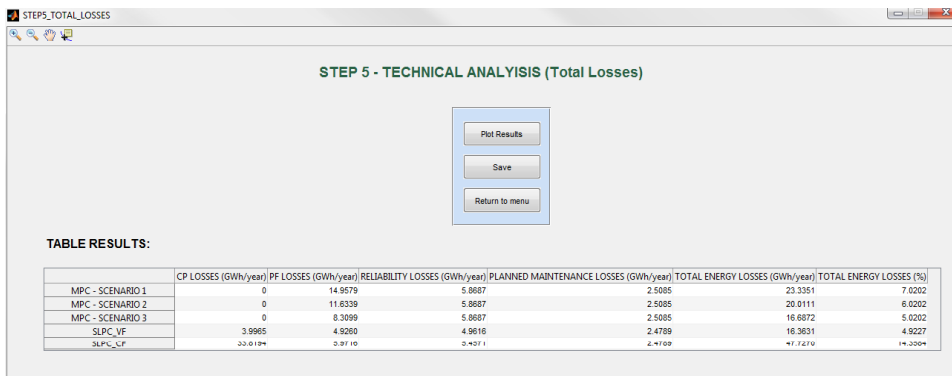 STEP5_TOTAL_LOSSES
STEP 5 - TECHNICAL ANALYISIS (Total Losses)
Plot Results
Save
Return to menu
TABLE RESULTS:
CP LOSSES (GWh/year) PF LOSSES (GWh/year) RELIABILITY LOSSES (GWh/year) PLANNED MAINTENANCE LOSSES (GWh/year) TOTAL ENERGY LOSSES (GWh/year) TOTAL ENERGY LOSSES (%)
MPC - SCENARIO 1 0 14.9579 5.8687 2.5085 23.3351 7.0202
MPC - SCENARIO 2 0 11.6339 5.8687 2.5085 20.0111 6.0202
MPC - SCENARIO 3 0 8.3099 5.8687 2.5085 16.6872 5.0202
SLPC_VF 3.9965 4.9260 4.9616 2.4789 16.3631 4.9227
SLPC_CF 2.4789